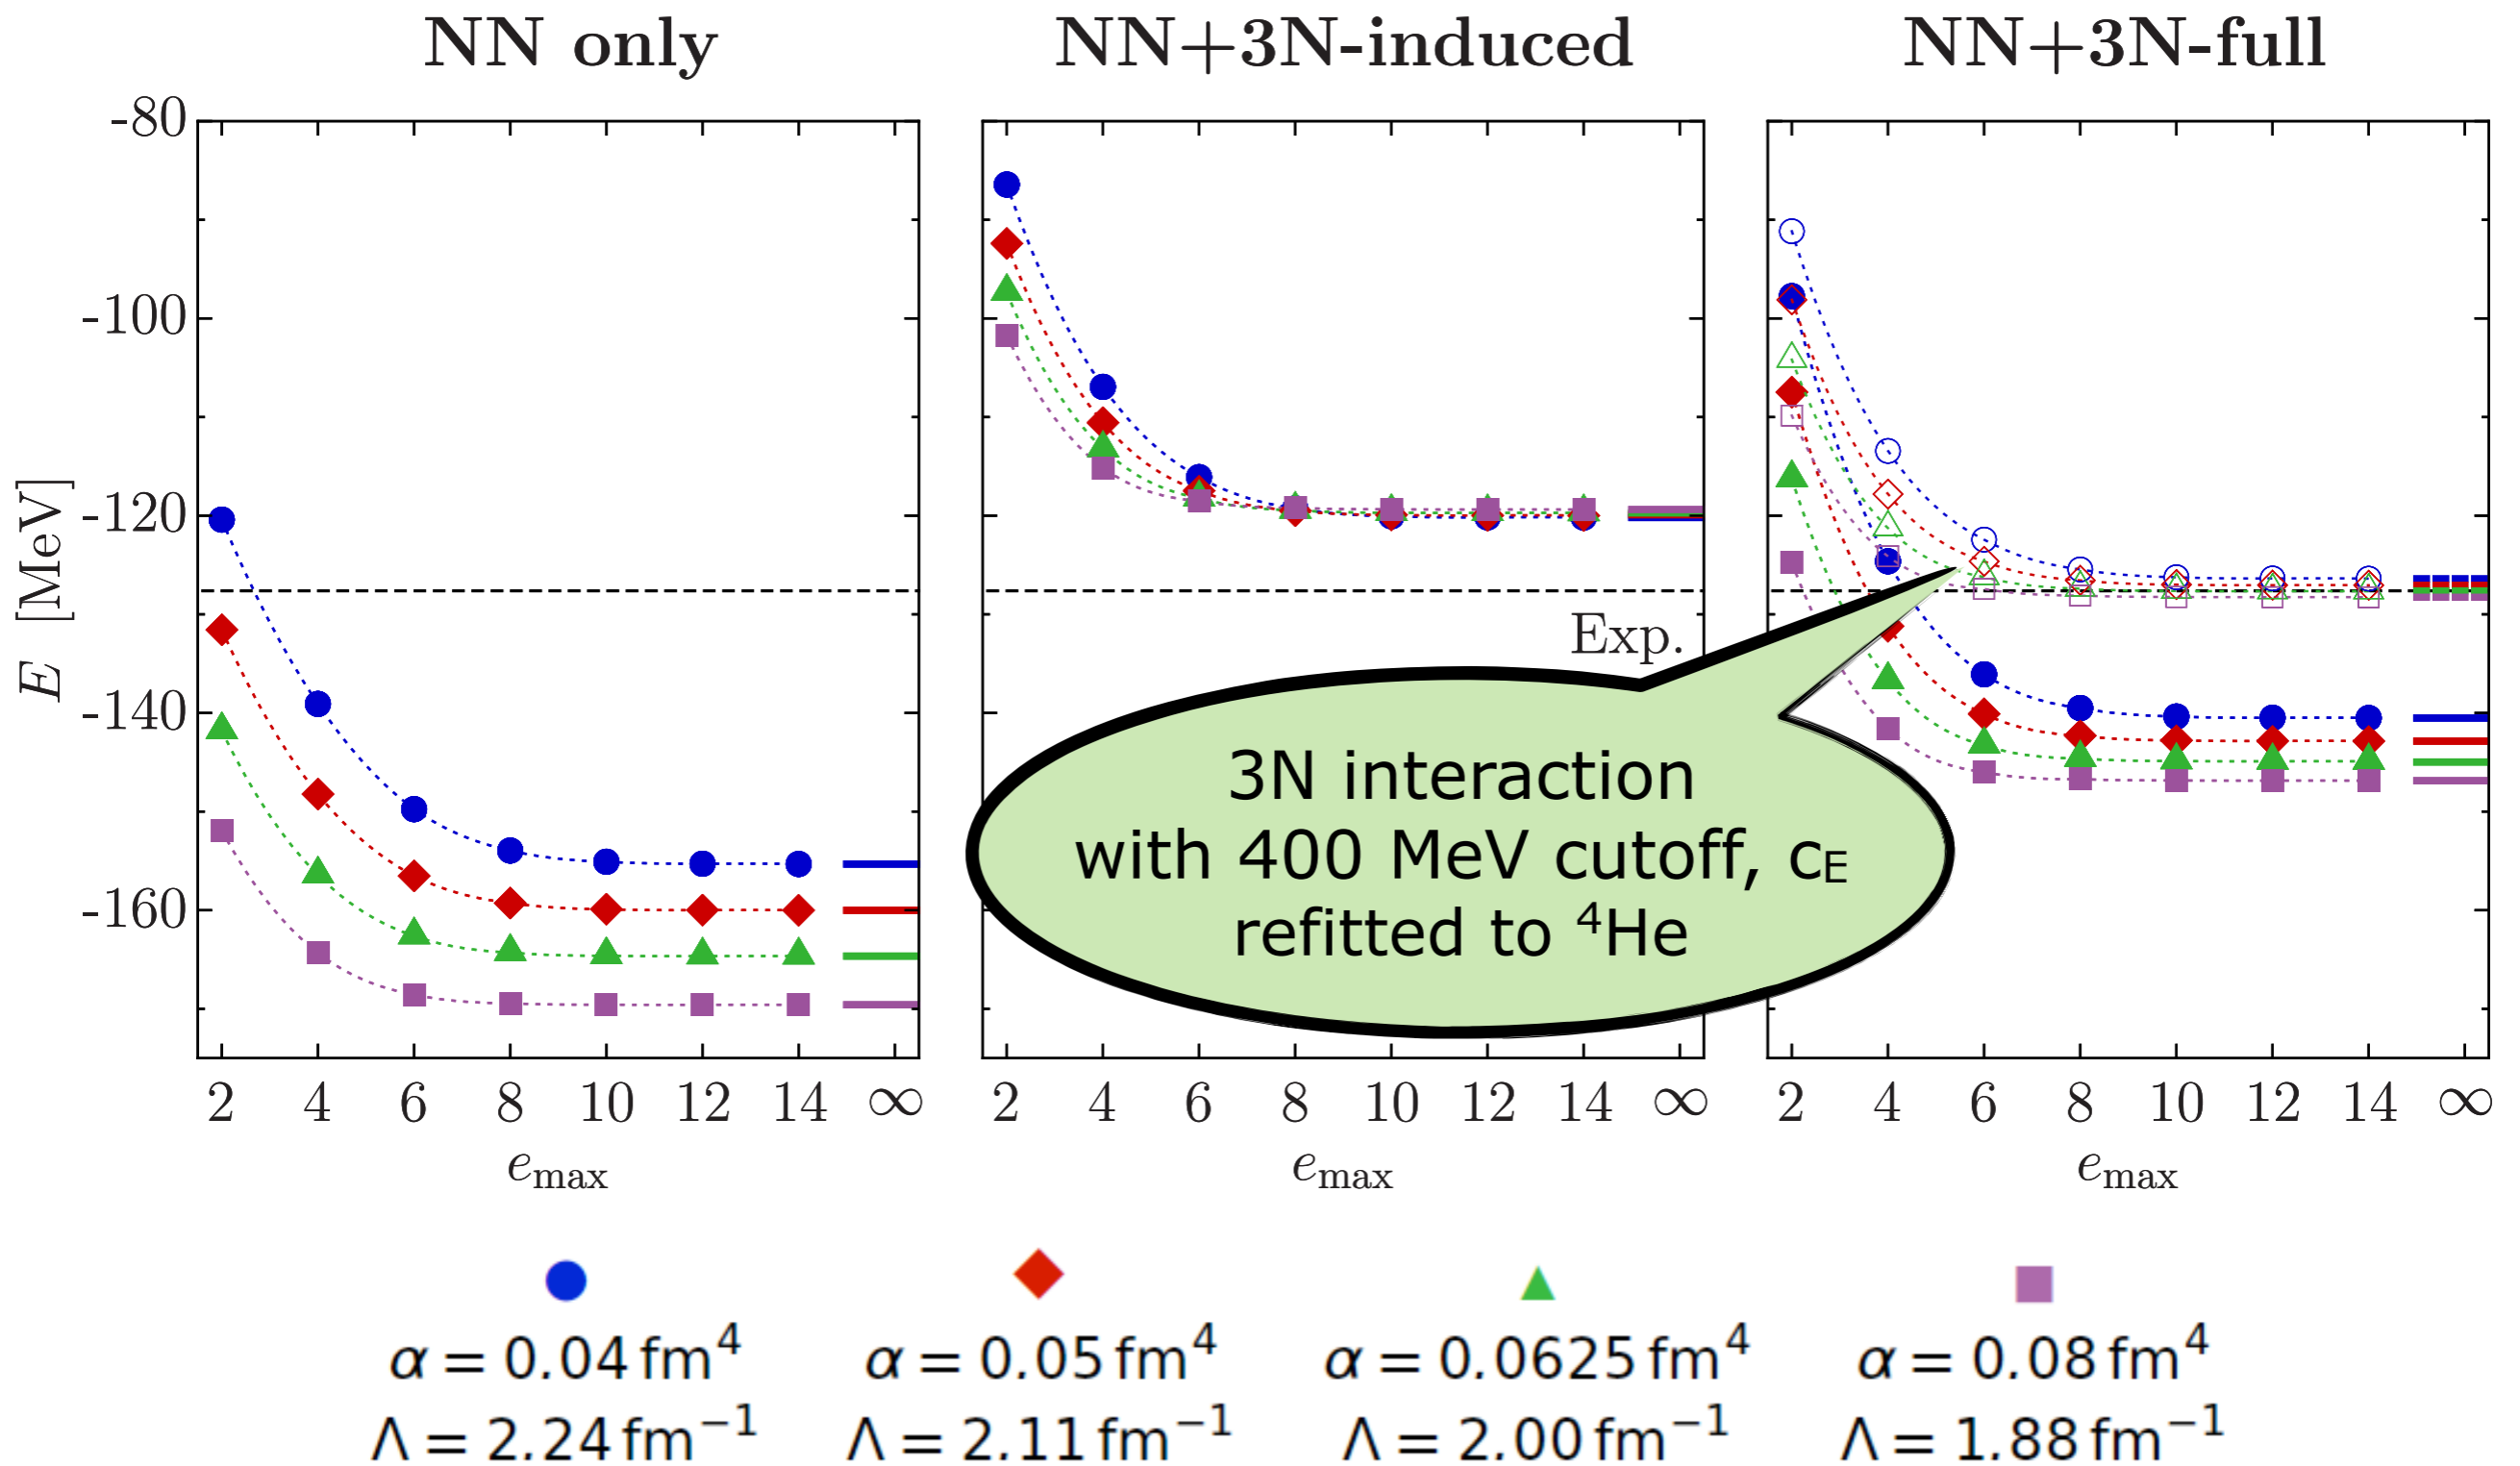 NN only NN+3N-induced NN+3N-full
-80
-100
-120
-140
-160
E [MeV]
Exp.
3N interaction
with 400 MeV cutoff, c_E
refitted to ⁴He
2 4 6 8 10 12 14 ∞ 2 4 6 8 10 12 14 ∞ 2 4 6 8 10 12 14 ∞
e_max e_max e_max
α = 0.04 fm⁴ α = 0.05 fm⁴ α = 0.0625 fm⁴ α = 0.08 fm⁴
Λ = 2.24 fm⁻¹ Λ = 2.11 fm⁻¹ Λ = 2.00 fm⁻¹ Λ = 1.88 fm⁻¹